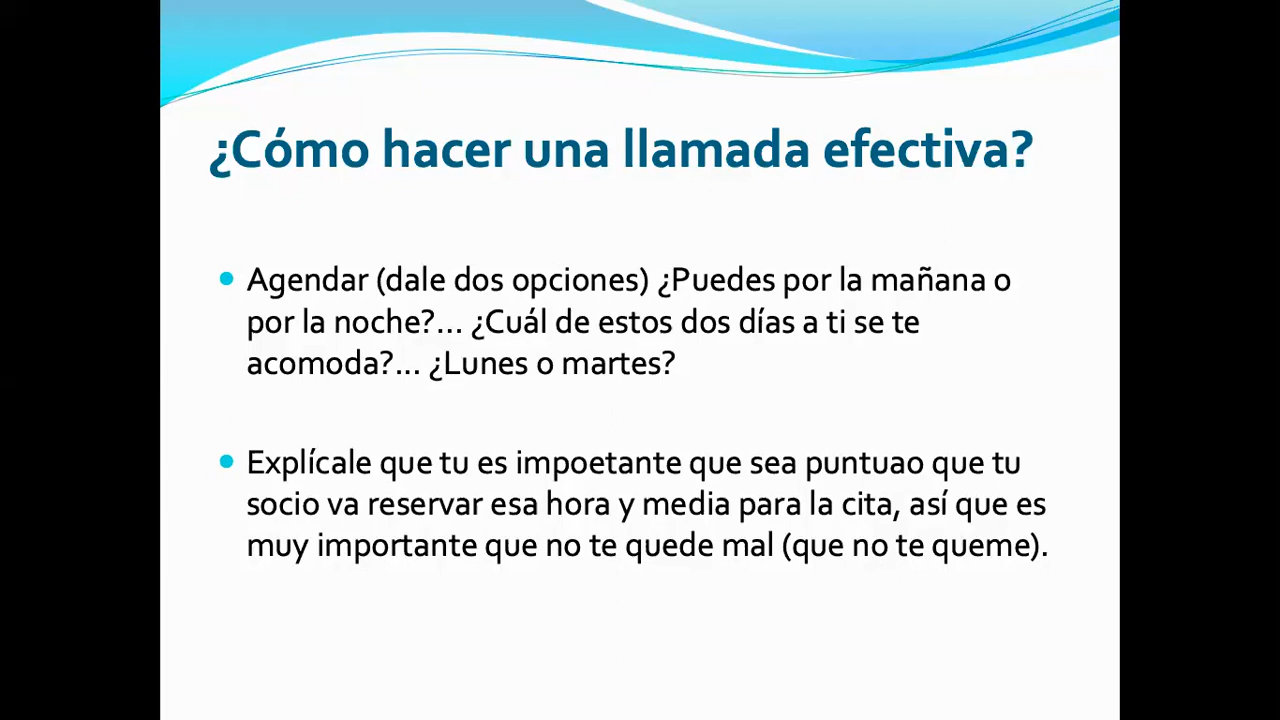 ¿Cómo hacer una llamada efectiva?
• Agendar (dale dos opciones) ¿Puedes por la mañana o
por la noche?... ¿Cuál de estos dos días a ti se te
acomoda?... ¿Lunes o martes?
• Explícale que tu es impoetante que sea puntuao que tu
socio va reservar esa hora y media para la cita, así que es
muy importante que no te quede mal (que no te queme).